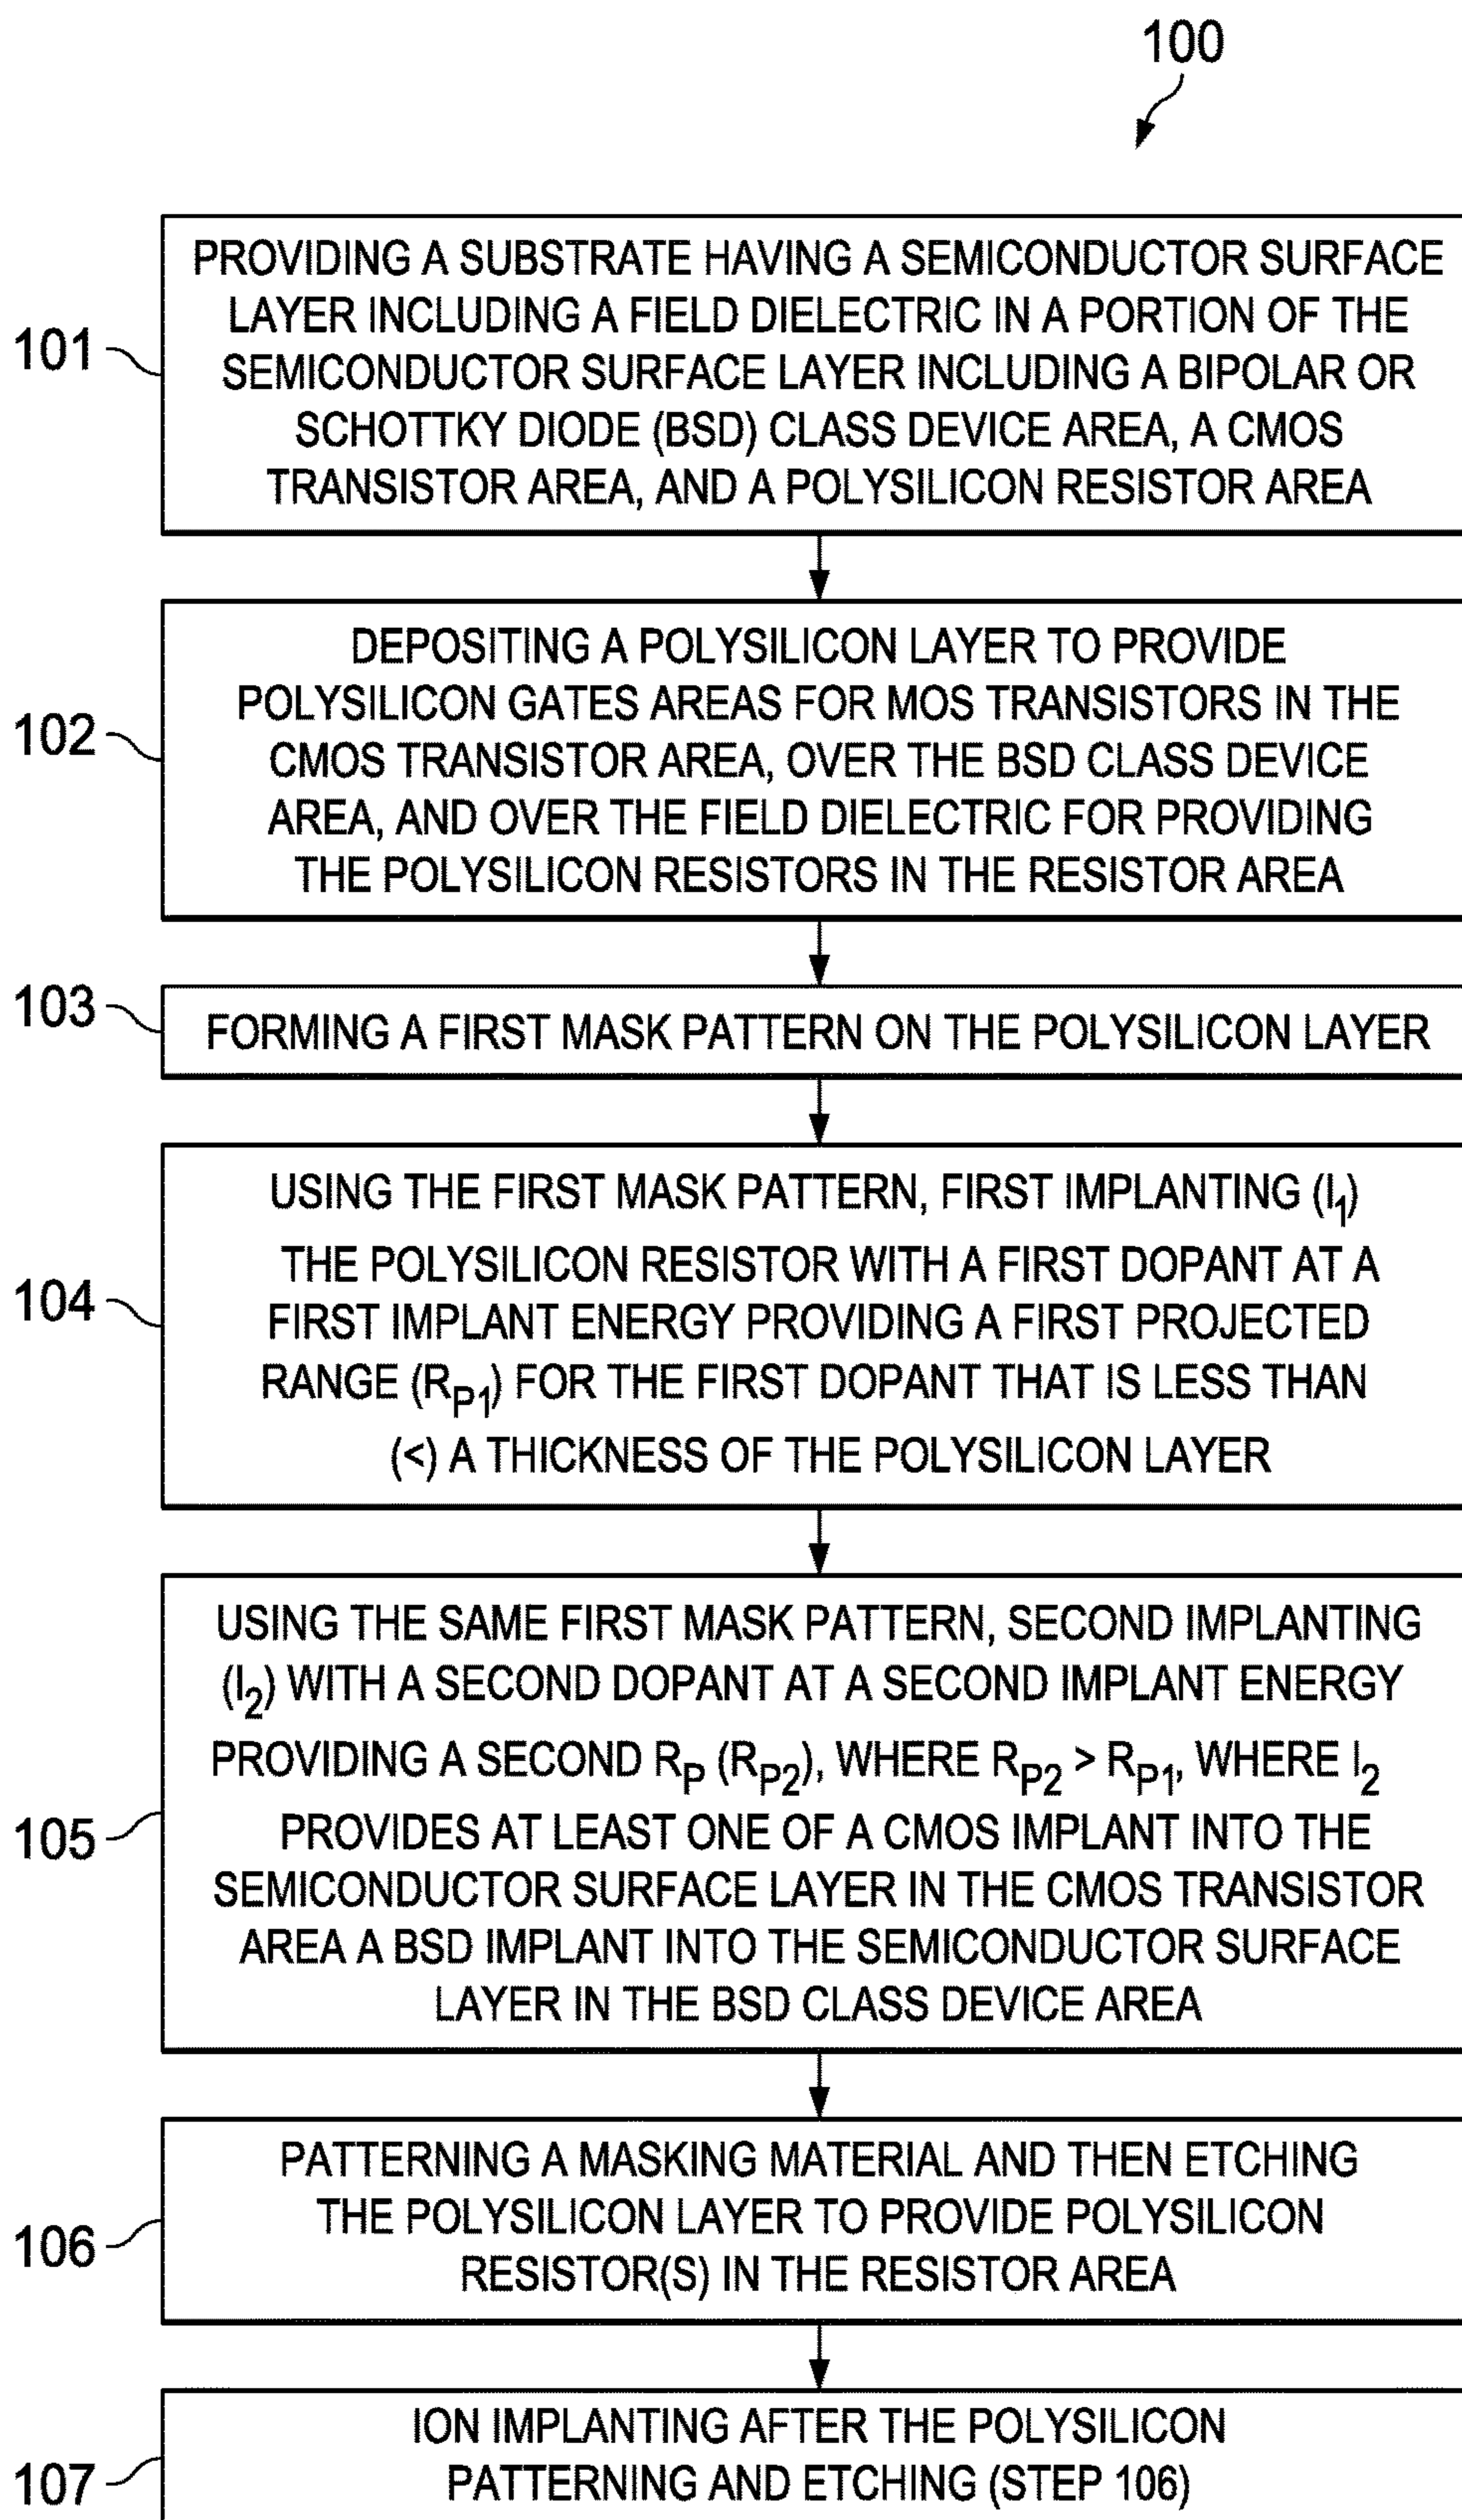 100
101
PROVIDING A SUBSTRATE HAVING A SEMICONDUCTOR SURFACE
LAYER INCLUDING A FIELD DIELECTRIC IN A PORTION OF THE
SEMICONDUCTOR SURFACE LAYER INCLUDING A BIPOLAR OR
SCHOTTKY DIODE (BSD) CLASS DEVICE AREA, A CMOS
TRANSISTOR AREA, AND A POLYSILICON RESISTOR AREA
102
DEPOSITING A POLYSILICON LAYER TO PROVIDE
POLYSILICON GATES AREAS FOR MOS TRANSISTORS IN THE
CMOS TRANSISTOR AREA, OVER THE BSD CLASS DEVICE
AREA, AND OVER THE FIELD DIELECTRIC FOR PROVIDING
THE POLYSILICON RESISTORS IN THE RESISTOR AREA
103
FORMING A FIRST MASK PATTERN ON THE POLYSILICON LAYER
104
USING THE FIRST MASK PATTERN, FIRST IMPLANTING (I1)
THE POLYSILICON RESISTOR WITH A FIRST DOPANT AT A
FIRST IMPLANT ENERGY PROVIDING A FIRST PROJECTED
RANGE (RP1) FOR THE FIRST DOPANT THAT IS LESS THAN
(<) A THICKNESS OF THE POLYSILICON LAYER
105
USING THE SAME FIRST MASK PATTERN, SECOND IMPLANTING
(I2) WITH A SECOND DOPANT AT A SECOND IMPLANT ENERGY
PROVIDING A SECOND RP (RP2), WHERE RP2 > RP1, WHERE I2
PROVIDES AT LEAST ONE OF A CMOS IMPLANT INTO THE
SEMICONDUCTOR SURFACE LAYER IN THE CMOS TRANSISTOR
AREA A BSD IMPLANT INTO THE SEMICONDUCTOR SURFACE
LAYER IN THE BSD CLASS DEVICE AREA
106
PATTERNING A MASKING MATERIAL AND THEN ETCHING
THE POLYSILICON LAYER TO PROVIDE POLYSILICON
RESISTOR(S) IN THE RESISTOR AREA
107
ION IMPLANTING AFTER THE POLYSILICON
PATTERNING AND ETCHING (STEP 106)